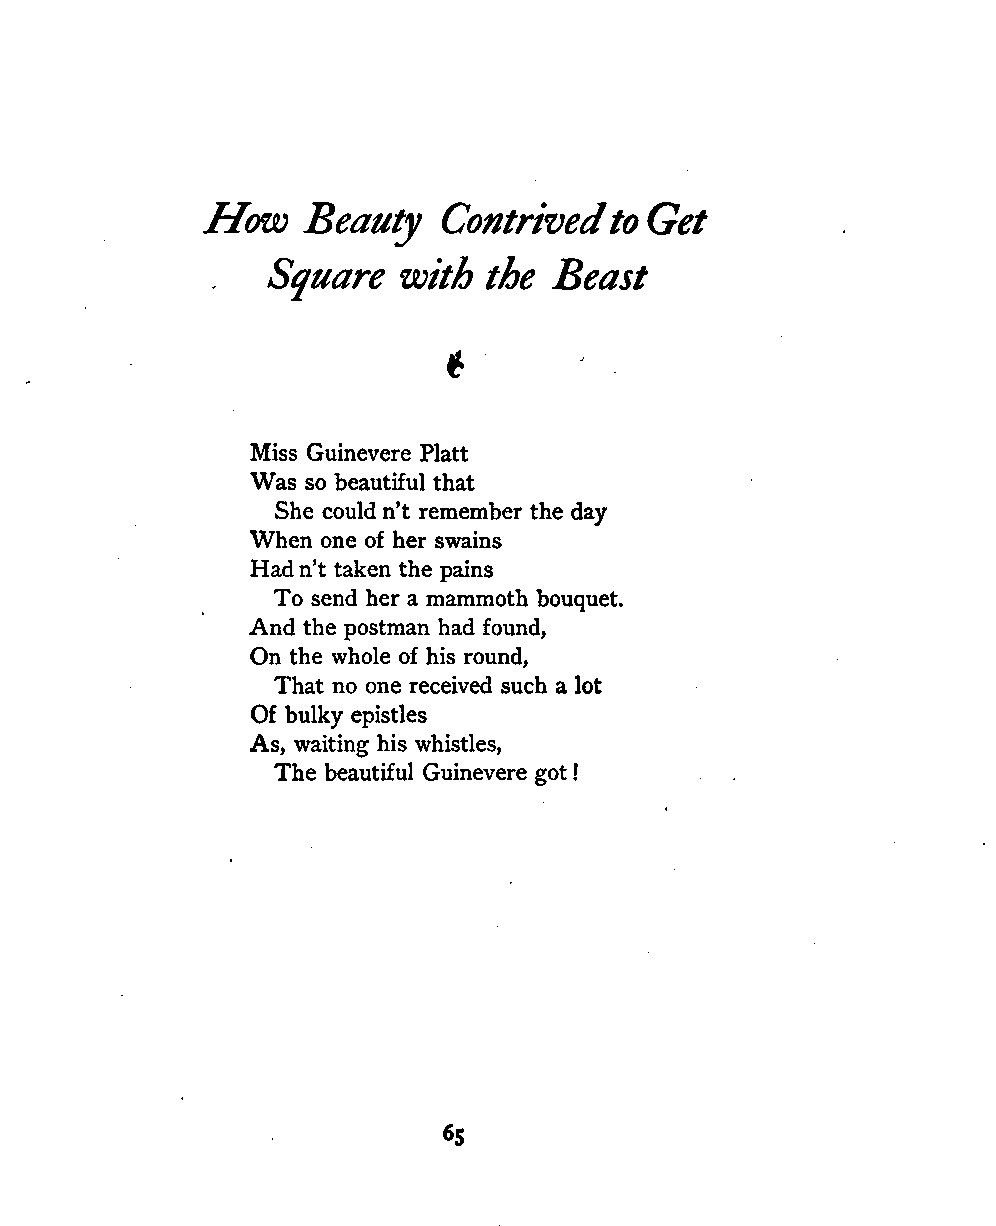 How Beauty Contrived to Get
Square with the Beast
Miss Guinevere Platt
Was so beautiful that
She could n't remember the day
When one of her swains
Had n't taken the pains
To send her a mammoth bouquet.
And the postman had found,
On the whole of his round,
That no one received such a lot
Of bulky epistles
As, waiting his whistles,
The beautiful Guinevere got!
65